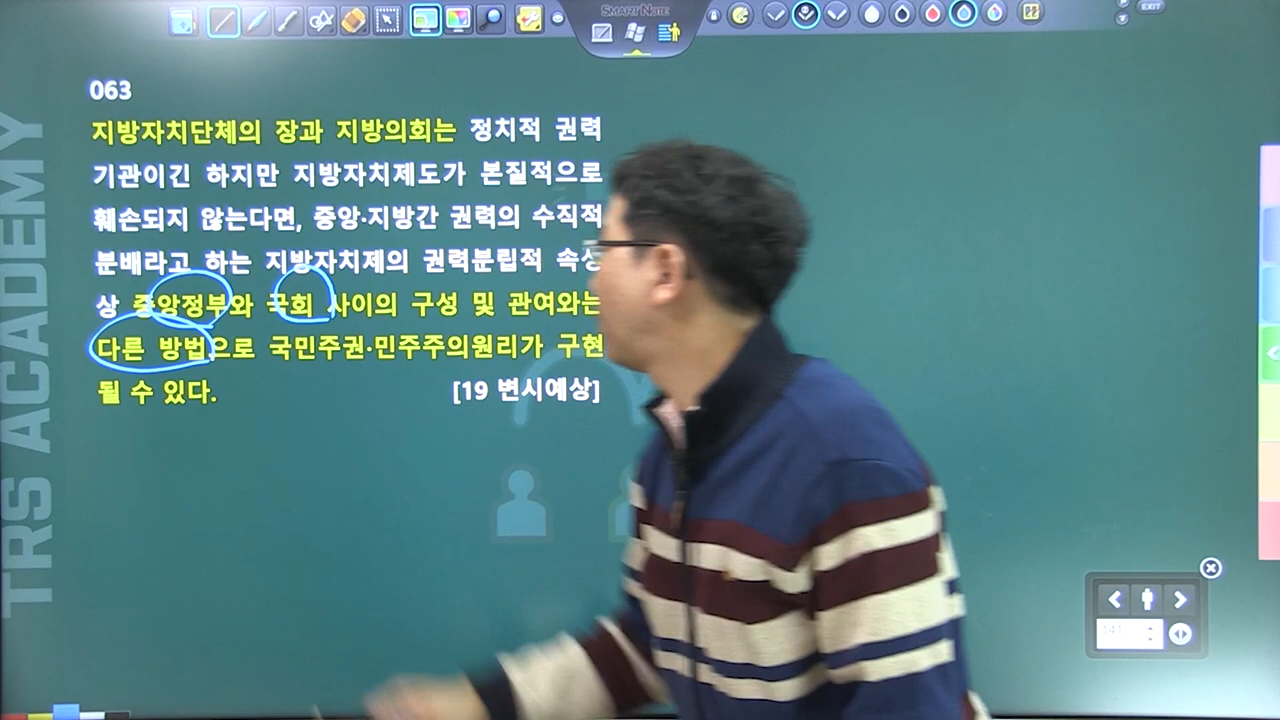 SMART NOTE
EXIT
063
지방자치단체의 장과 지방의회는 정치적 권력
기관이긴 하지만 지방자치제도가 본질적으로
훼손되지 않는다면, 중앙·지방간 권력의 수직적
분배라고 하는 지방자치제의 권력분립적 속성
상 중앙정부와 국회 사이의 구성 및 관여와는
다른 방법으로 국민주권·민주주의원리가 구현
될 수 있다.
[19 변시예상]
TRS ACADEMY